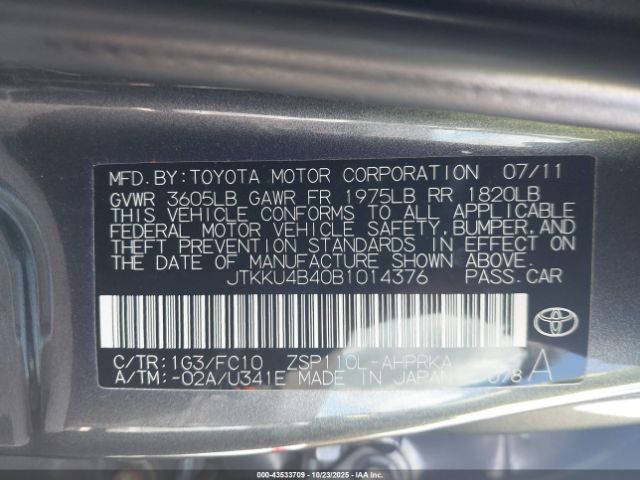 MFD. BY: TOYOTA MOTOR CORPORATION 07/11
GVWR 3605LB GAWR FR 1975LB RR 1820LB
THIS VEHICLE CONFORMS TO ALL APPLICABLE
FEDERAL MOTOR VEHICLE SAFETY, BUMPER, AND
THEFT PREVENTION STANDARDS IN EFFECT ON
THE DATE OF MANUFACTURE SHOWN ABOVE.
JTKKU4B40B1014376 PASS. CAR
C/TR: 1G3/FC10 ZSP110L-AHPRKA
A/TM: -02A/U341E MADE IN JAPAN A
000-43533709 | 10/23/2025 | IAAI.COM